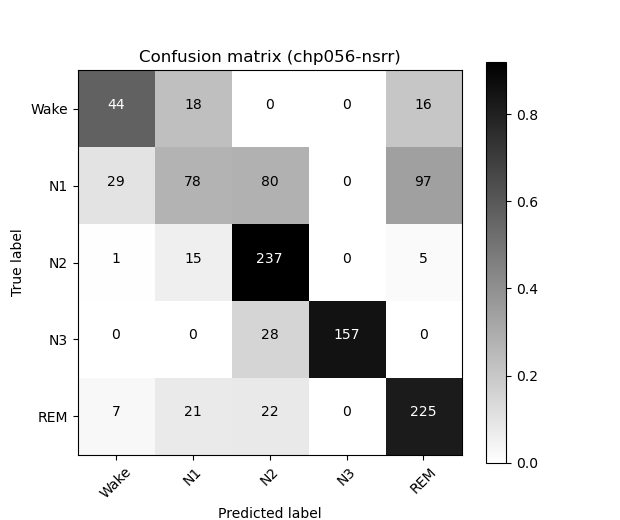 Confusion matrix (chp056-nsrr)
Wake 44 18 0 0 16
N1 29 78 80 0 97
N2 1 15 237 0 5
N3 0 0 28 157 0
REM 7 21 22 0 225
True label
Wake N1 N2 N3 REM
Predicted label
0.8
0.6
0.4
0.2
0.0